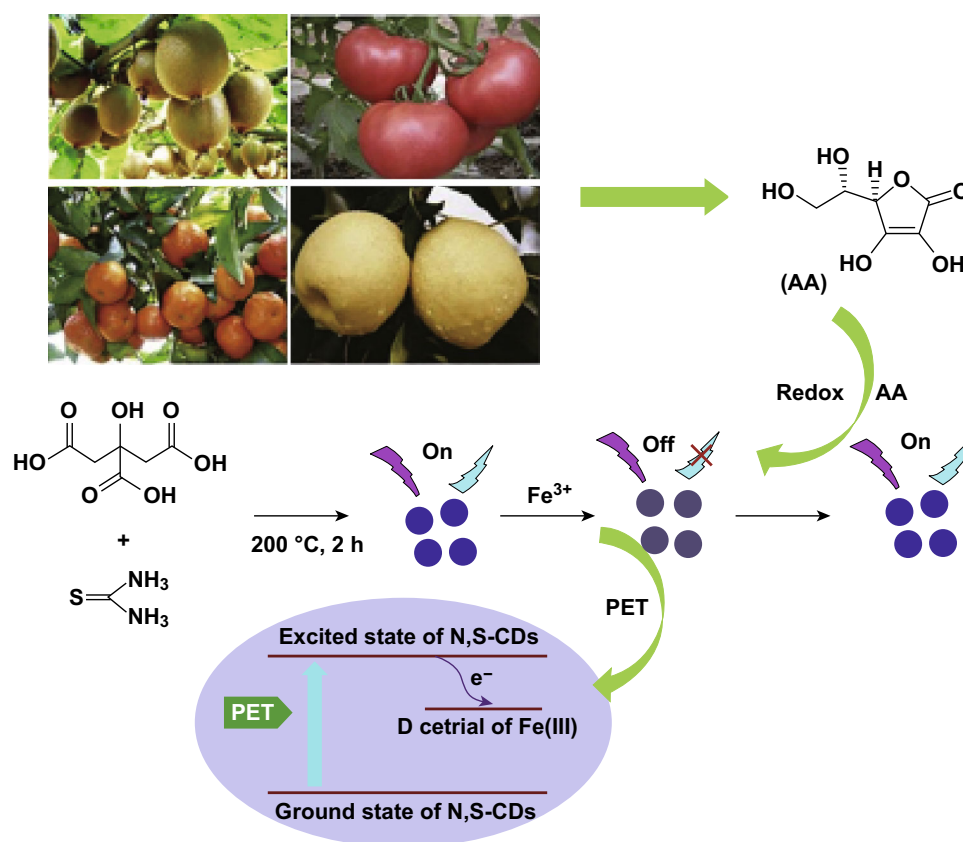 HO
HO
H
O
O
HO
OH
(AA)
Redox
AA
O
OH
O
HO
OH
O
OH
+
S
NH₃
NH₃
200 °C, 2 h
On
Fe³⁺
Off
On
PET
Excited state of N,S-CDs
e⁻
PET
D cetrial of Fe(III)
Ground state of N,S-CDs